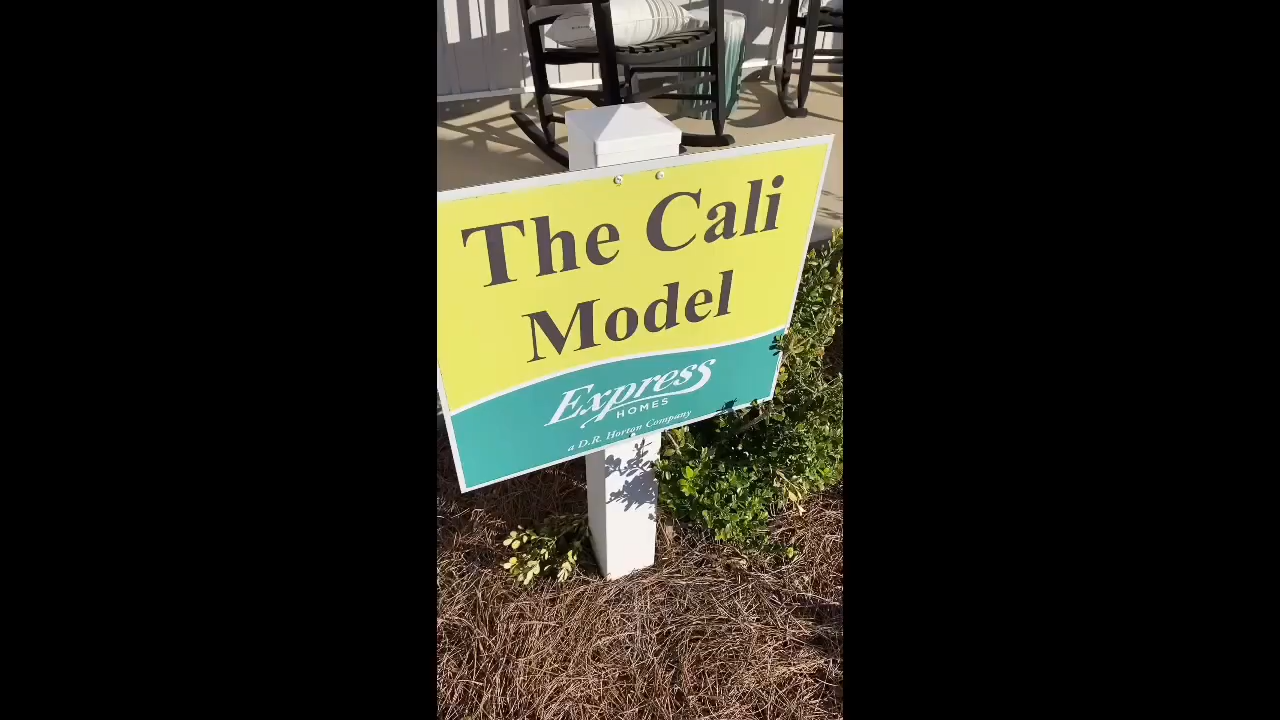 The Cali
Model
Express
HOMES
a D.R. Horton Company